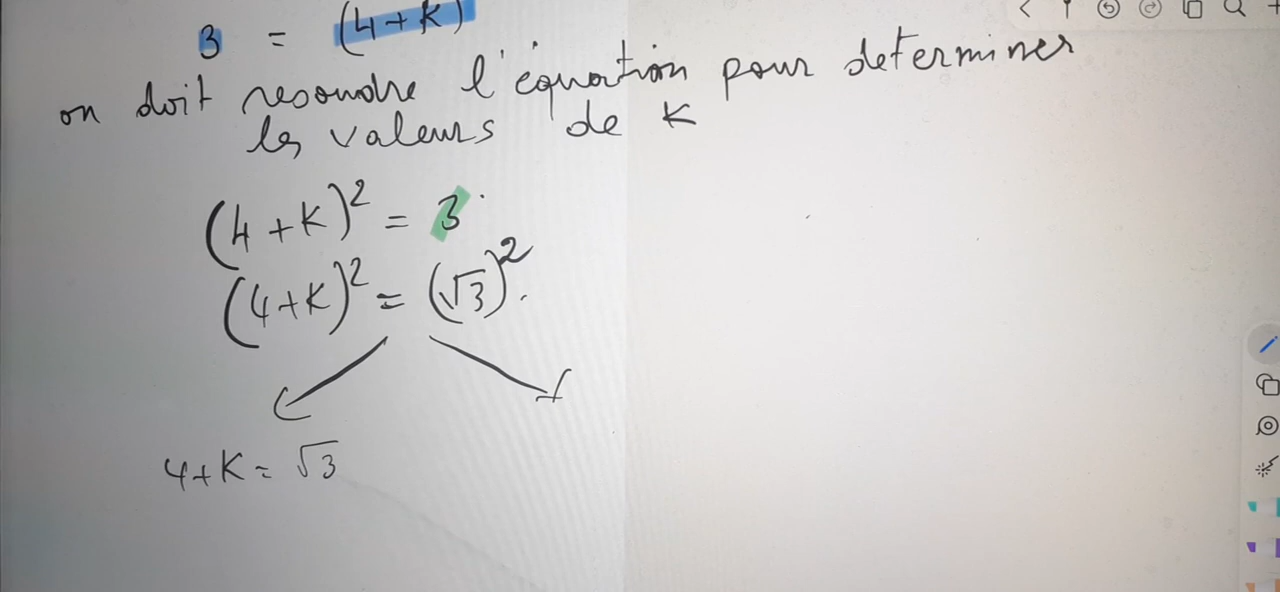 3 = (4+K)
on doit resoudre l'équation pour determiner
les valeurs de K
(4+K)² = 3
(4+K)² = (√3)².
4+K = √3